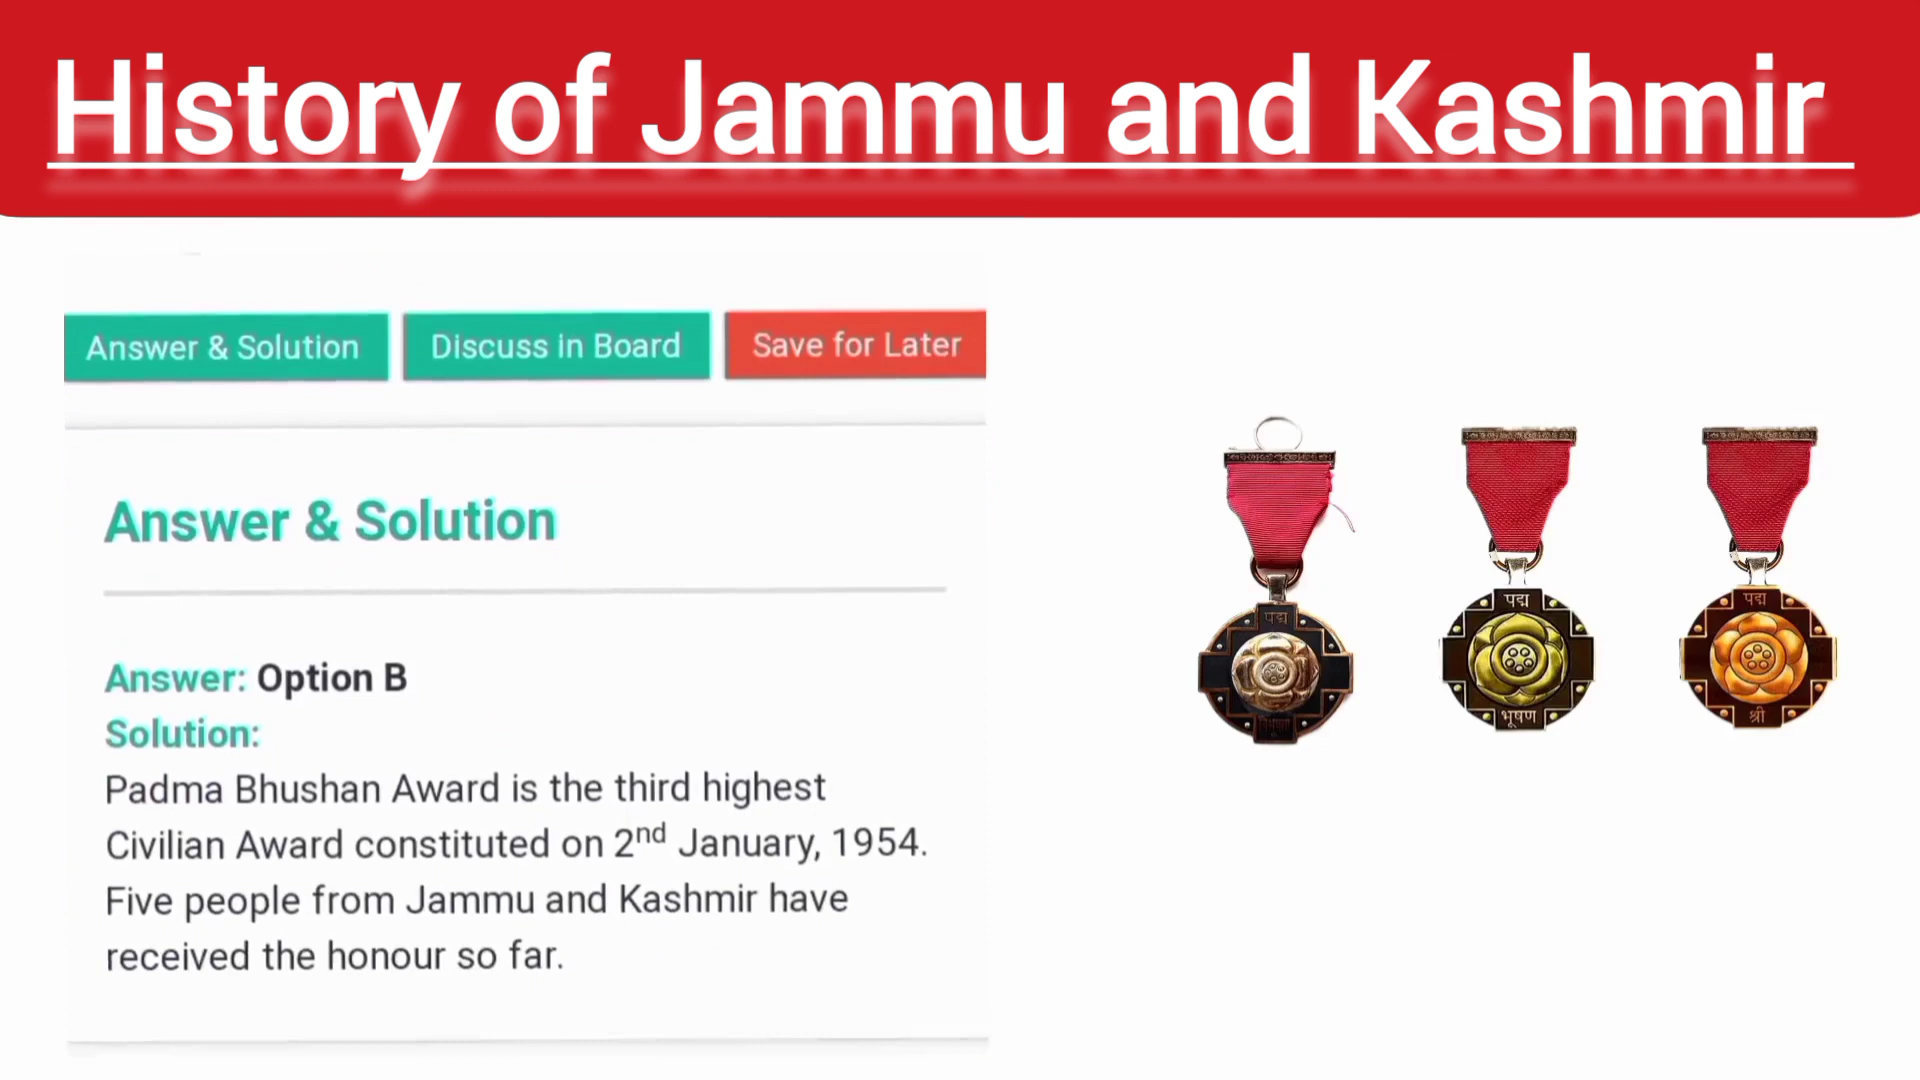 History of Jammu and Kashmir
Answer & Solution
Discuss in Board
Save for Later
Answer & Solution
Answer: Option B
Solution:
Padma Bhushan Award is the third highest
Civilian Award constituted on 2nd January, 1954.
Five people from Jammu and Kashmir have
received the honour so far.
पद्म
पद्म
भूषण
पद्म
श्री